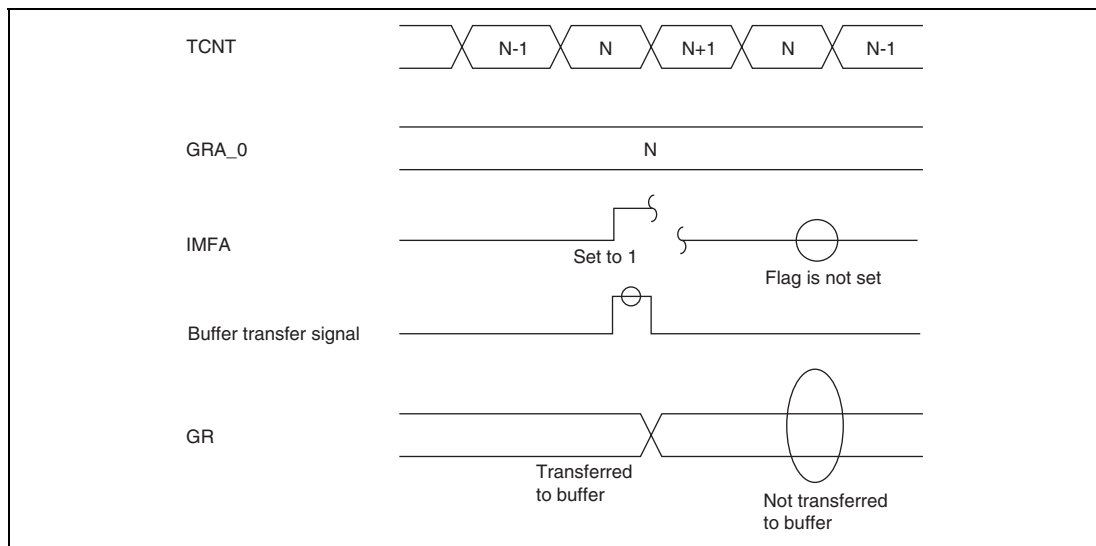 TCNT
N-1
N
N+1
N
N-1
GRA_0
N
IMFA
Set to 1
Flag is not set
Buffer transfer signal
GR
Transferred
to buffer
Not transferred
to buffer